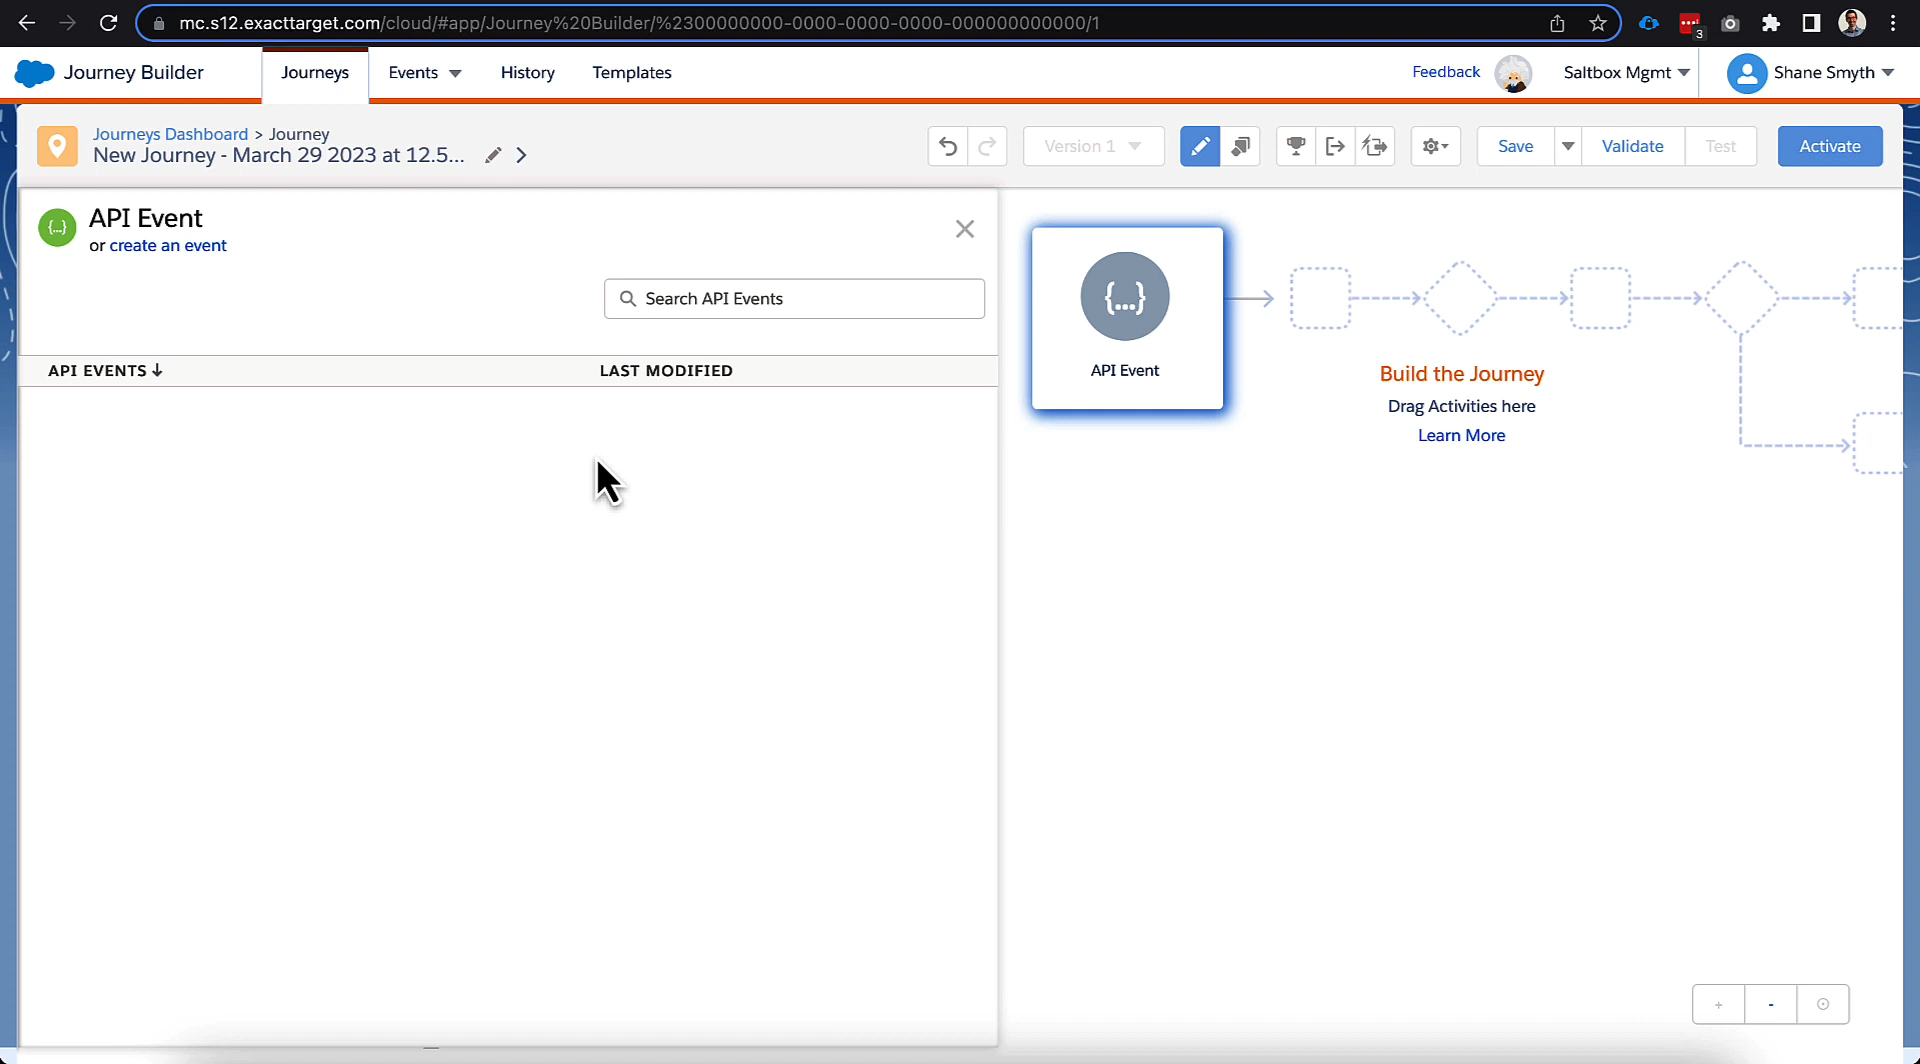 mc.s12.exacttarget.com/cloud/#app/Journey%20Builder/%2300000000-0000-0000-0000-000000000000/1
3
Journey Builder
Journeys
Events
History
Templates
Feedback
Saltbox Mgmt
Shane Smyth
Journeys Dashboard > Journey
New Journey - March 29 2023 at 12.5...
Version 1
Save
Validate
Test
Activate
{...}
API Event
or create an event
Search API Events
API EVENTS
LAST MODIFIED
{...}
API Event
Build the Journey
Drag Activities here
Learn More
+
-